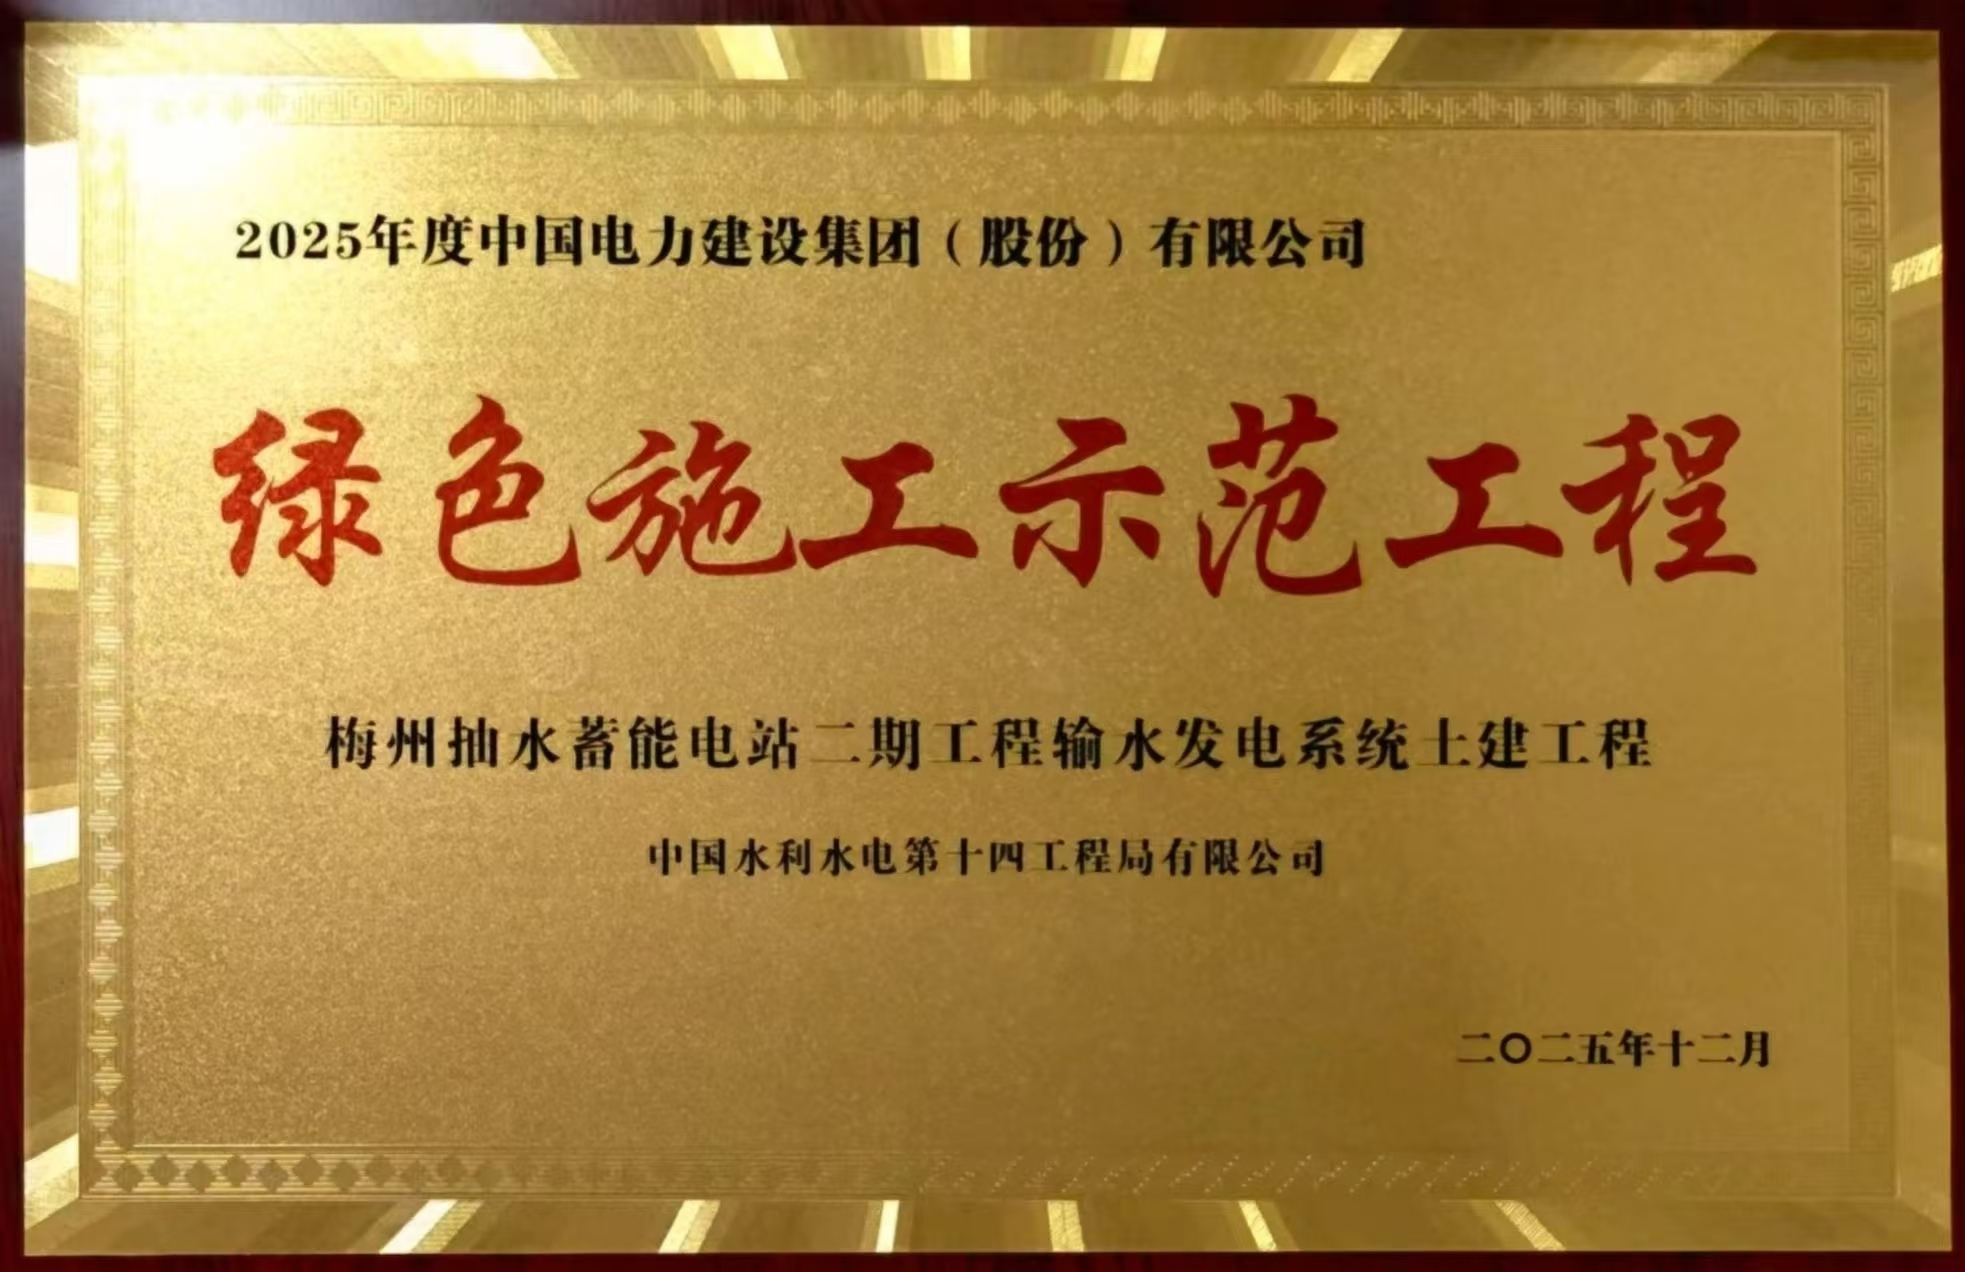 2025年度中国电力建设集团（股份）有限公司
绿色施工示范工程
梅州抽水蓄能电站二期工程输水发电系统土建工程
中国水利水电第十四工程局有限公司
二〇二五年十二月